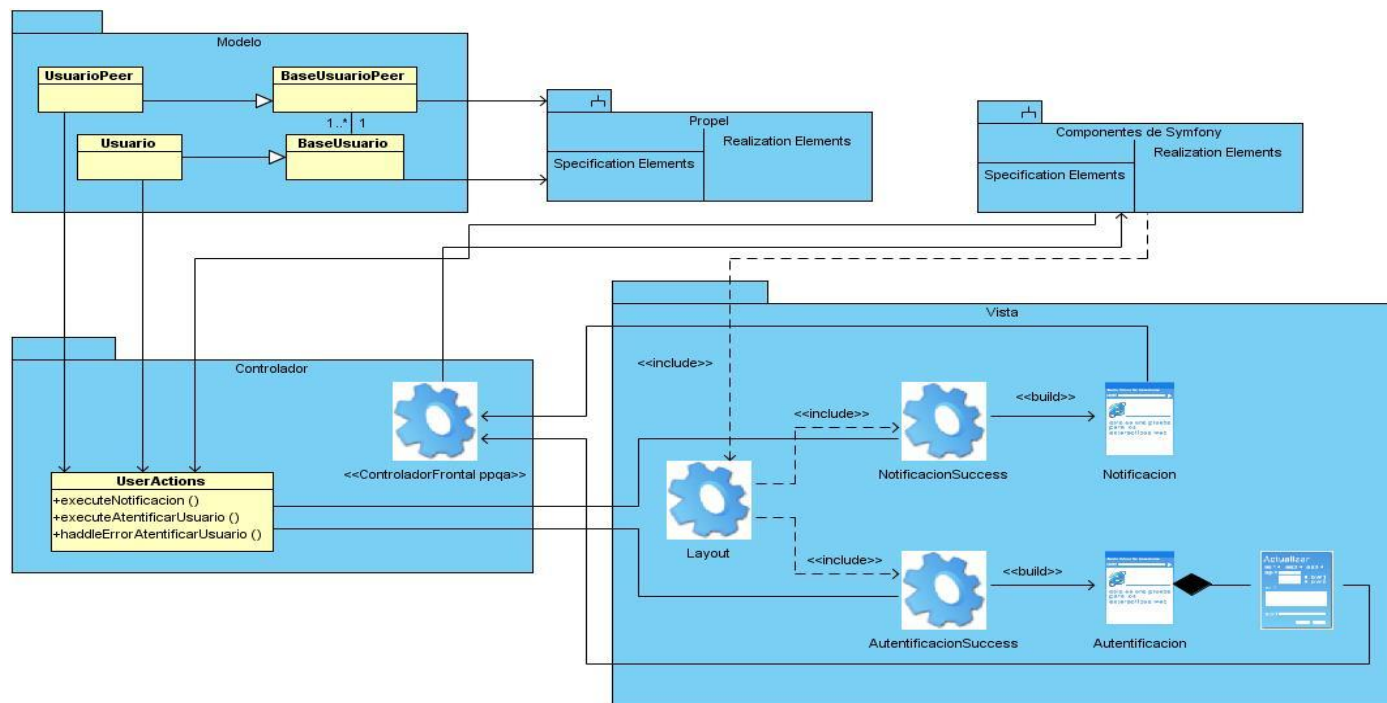 Modelo
UsuarioPeer
BaseUsuarioPeer
1..*
1
Usuario
BaseUsuario
Propel
Specification Elements
Realization Elements
Componentes de Symfony
Specification Elements
Realization Elements
Controlador
<<ControladorFrontal ppqa>>
UserActions
+executeNotificacion ()
+executeAtentificarUsuario ()
+haddleErrorAtentificarUsuario ()
Vista
<<include>>
<<include>>
<<build>>
NotificacionSuccess
Notificacion
Layout
<<include>>
<<build>>
AutentificacionSuccess
Autentificacion
Actualizar